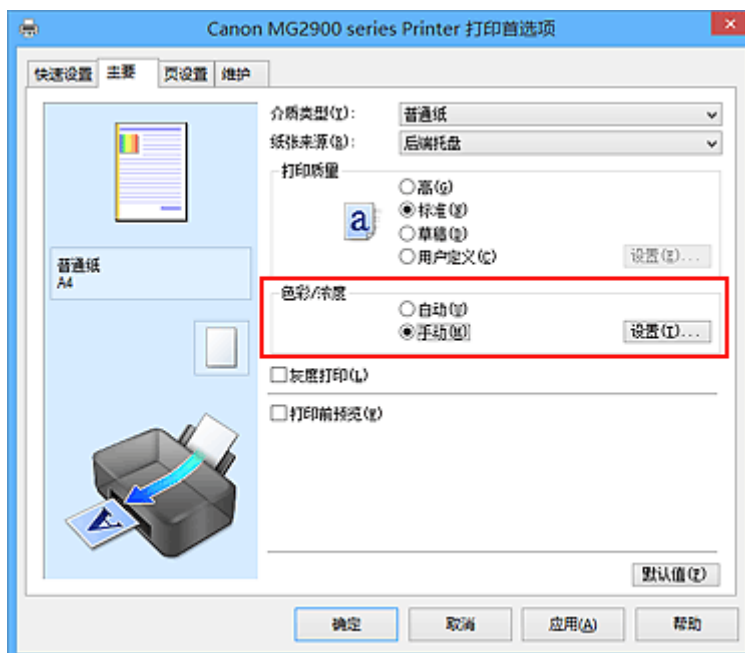 Canon MG2900 series Printer 打印首选项
快速设置 主要 页设置 维护
介质类型(Y): 普通纸
纸张来源(R): 后端托盘
打印质量
a
高(G)
标准(S)
草稿(D)
用户定义(C) 设置(E)...
普通纸
A4
色彩/浓度
自动(U)
手动(M) 设置(T)...
灰度打印(L)
打印前预览(V)
A
默认值(F)
确定 取消 应用(A) 帮助